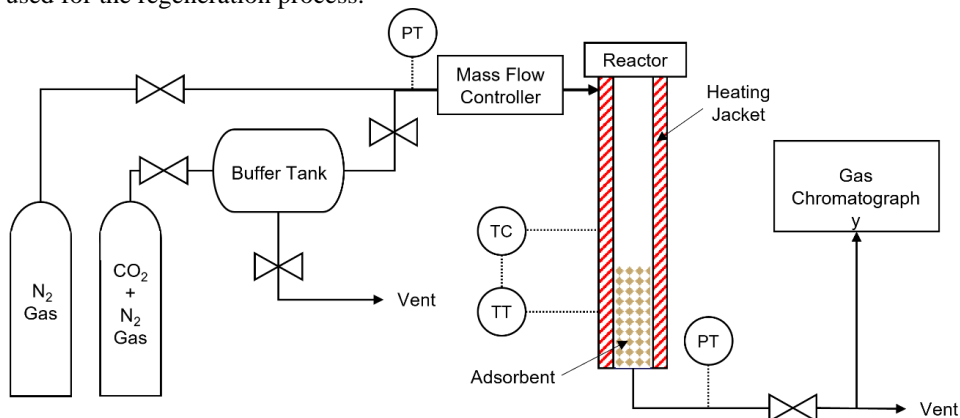 used for the regeneration process.
PT
Reactor
Mass Flow
Controller
Heating
Jacket
Buffer Tank
Gas
Chromatograph
y
TC
CO₂
+
N₂
Gas
N₂
Gas
Vent
TT
PT
Adsorbent
Vent